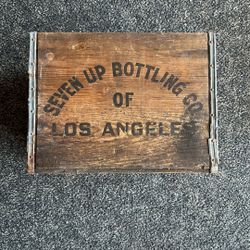 SEVEN UP BOTTLING CO.
OF
LOS ANGELES